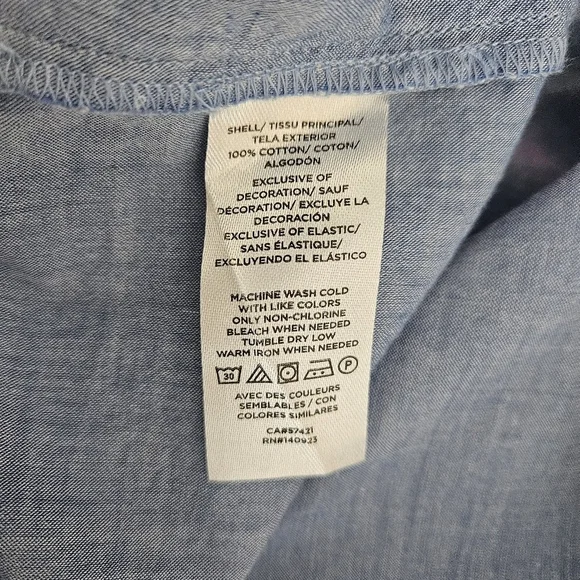 SHELL/ TISSU PRINCIPAL/
TELA EXTERIOR
100% COTTON/ COTON/
ALGODÓN
EXCLUSIVE OF
DECORATION/ SAUF
DÉCORATION/ EXCLUYE LA
DECORACIÓN
EXCLUSIVE OF ELASTIC/
SANS ÉLASTIQUE/
EXCLUYENDO EL ELÁSTICO
MACHINE WASH COLD
WITH LIKE COLORS
ONLY NON-CHLORINE
BLEACH WHEN NEEDED
TUMBLE DRY LOW
WARM IRON WHEN NEEDED
30 P
AVEC DES COULEURS
SEMBLABLES / CON
COLORES SIMILARES
CA#57421
RN#140923